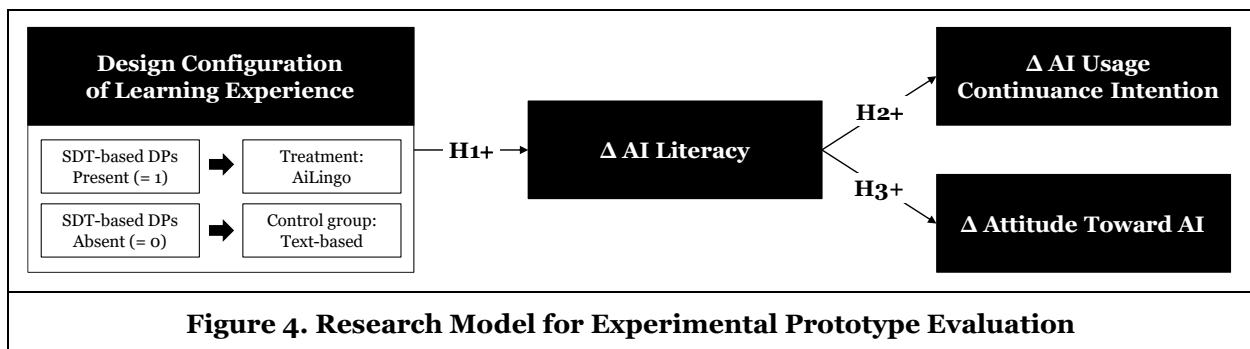 Design Configuration
of Learning Experience
SDT-based DPs
Present (= 1)
Treatment:
AiLingo
SDT-based DPs
Absent (= 0)
Control group:
Text-based
H1+
Δ AI Literacy
H2+
H3+
Δ AI Usage
Continuance Intention
Δ Attitude Toward AI
Figure 4. Research Model for Experimental Prototype Evaluation